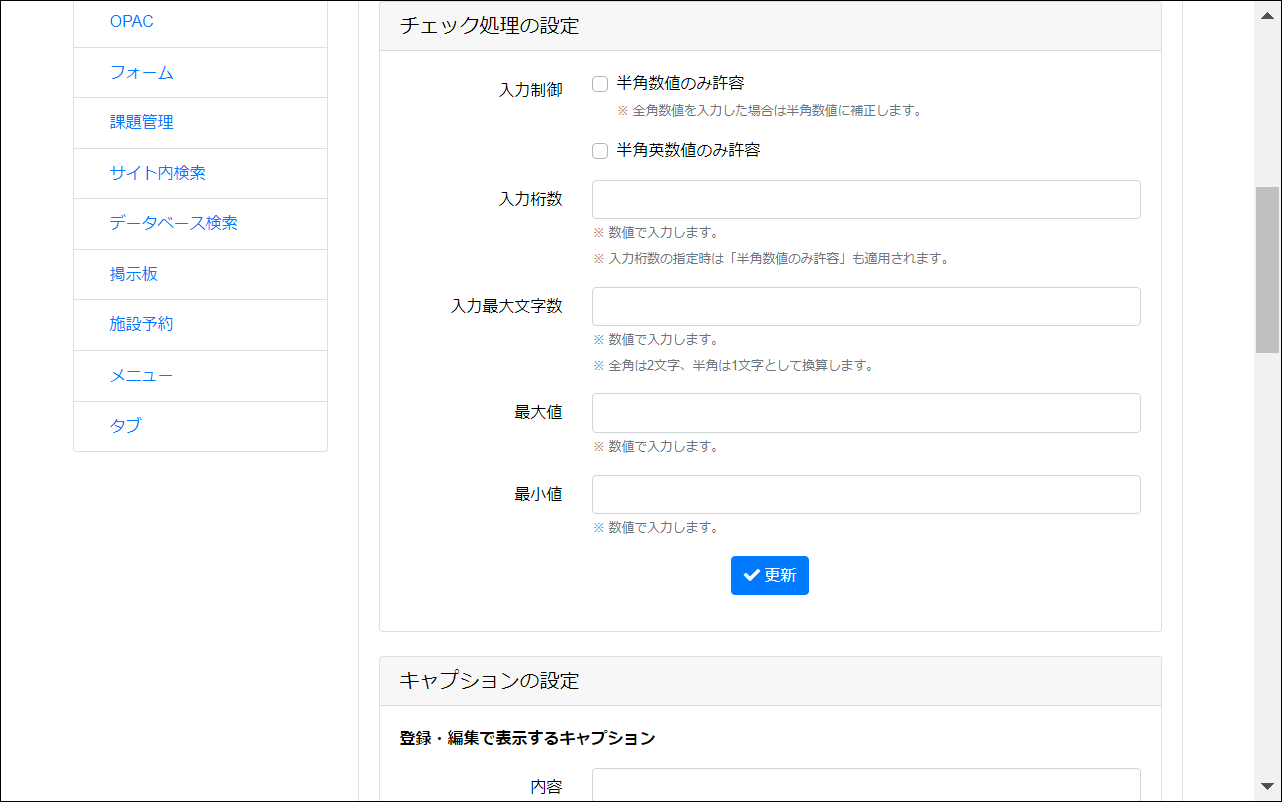 OPAC
フォーム
課題管理
サイト内検索
データベース検索
掲示板
施設予約
メニュー
タブ
チェック処理の設定
入力制御
半角数値のみ許容
※ 全角数値を入力した場合は半角数値に補正します。
半角英数値のみ許容
入力桁数
※ 数値で入力します。
※ 入力桁数の指定時は「半角数値のみ許容」も適用されます。
入力最大文字数
※ 数値で入力します。
※ 全角は2文字、半角は1文字として換算します。
最大値
※ 数値で入力します。
最小値
※ 数値で入力します。
更新
キャプションの設定
登録・編集で表示するキャプション
内容